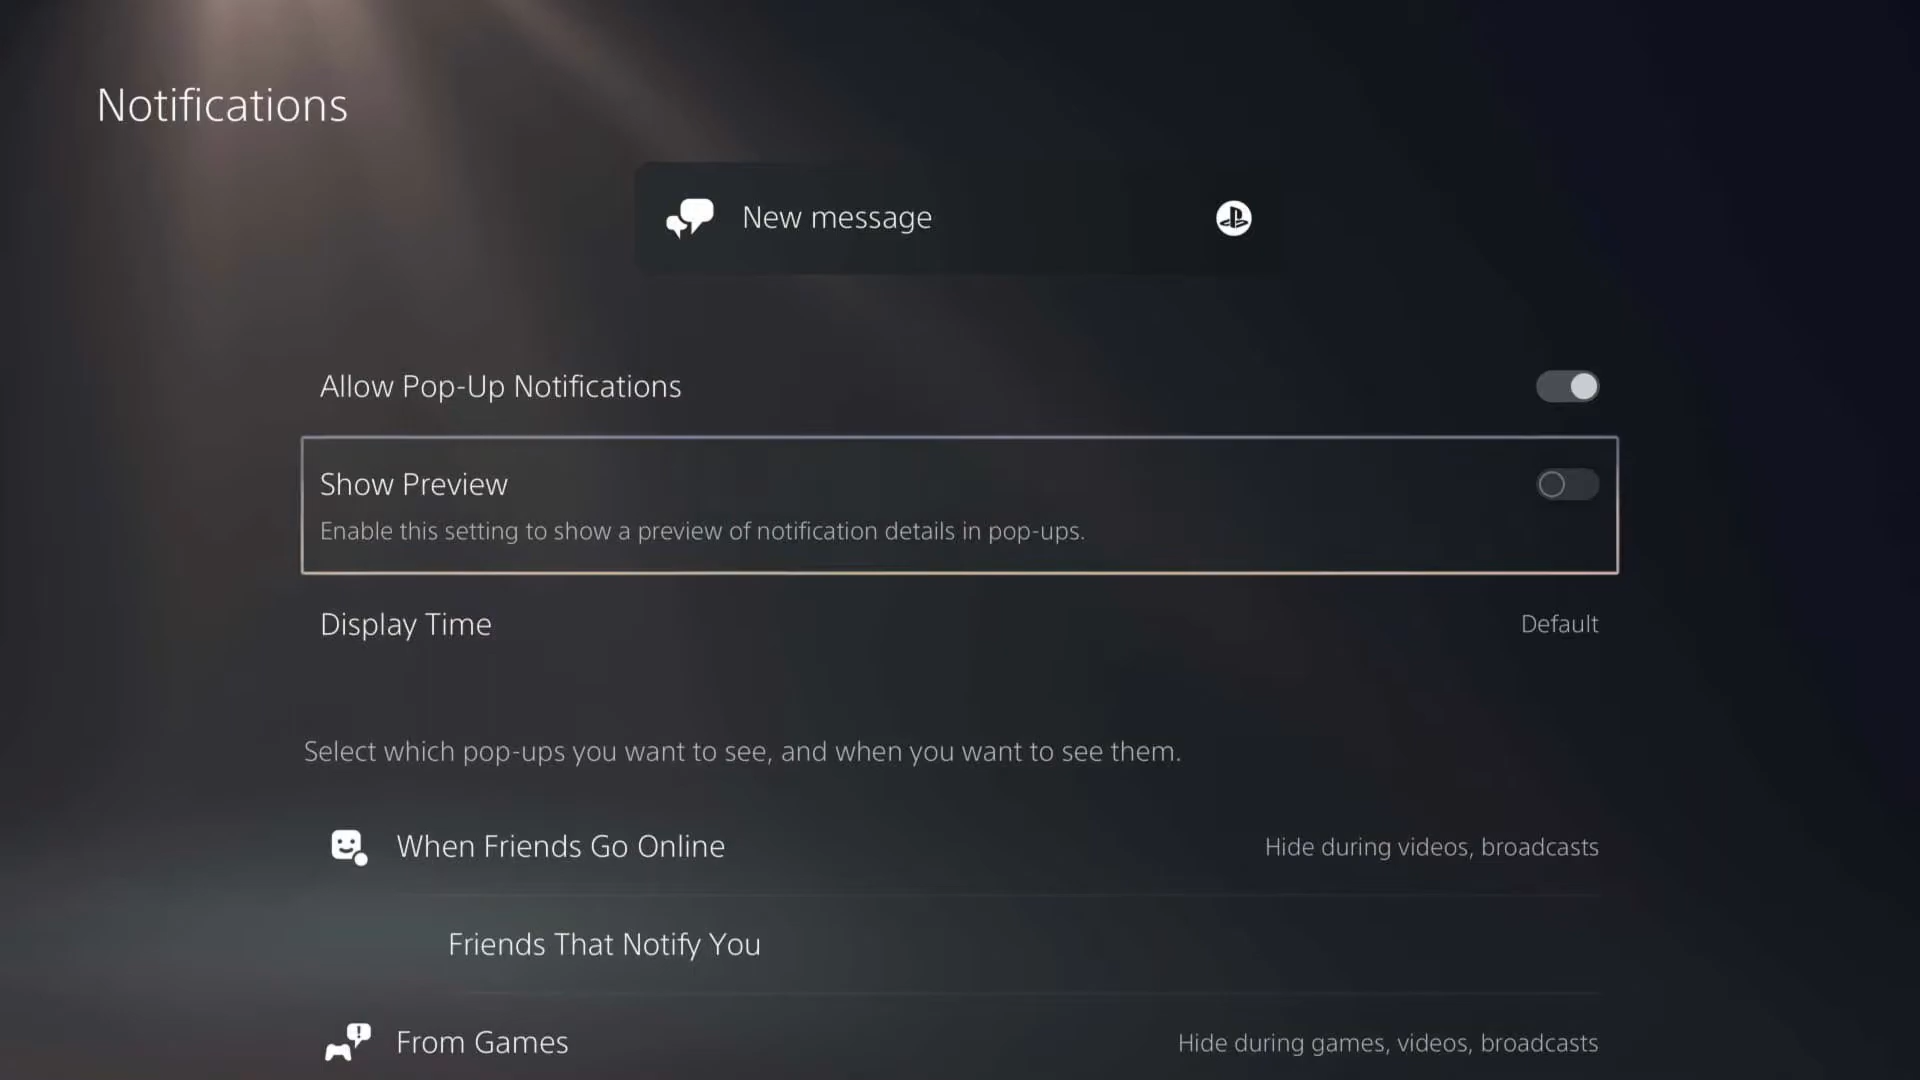 Notifications
New message
Allow Pop-Up Notifications
Show Preview
Enable this setting to show a preview of notification details in pop-ups.
Display Time
Default
Select which pop-ups you want to see, and when you want to see them.
When Friends Go Online
Hide during videos, broadcasts
Friends That Notify You
From Games
Hide during games, videos, broadcasts